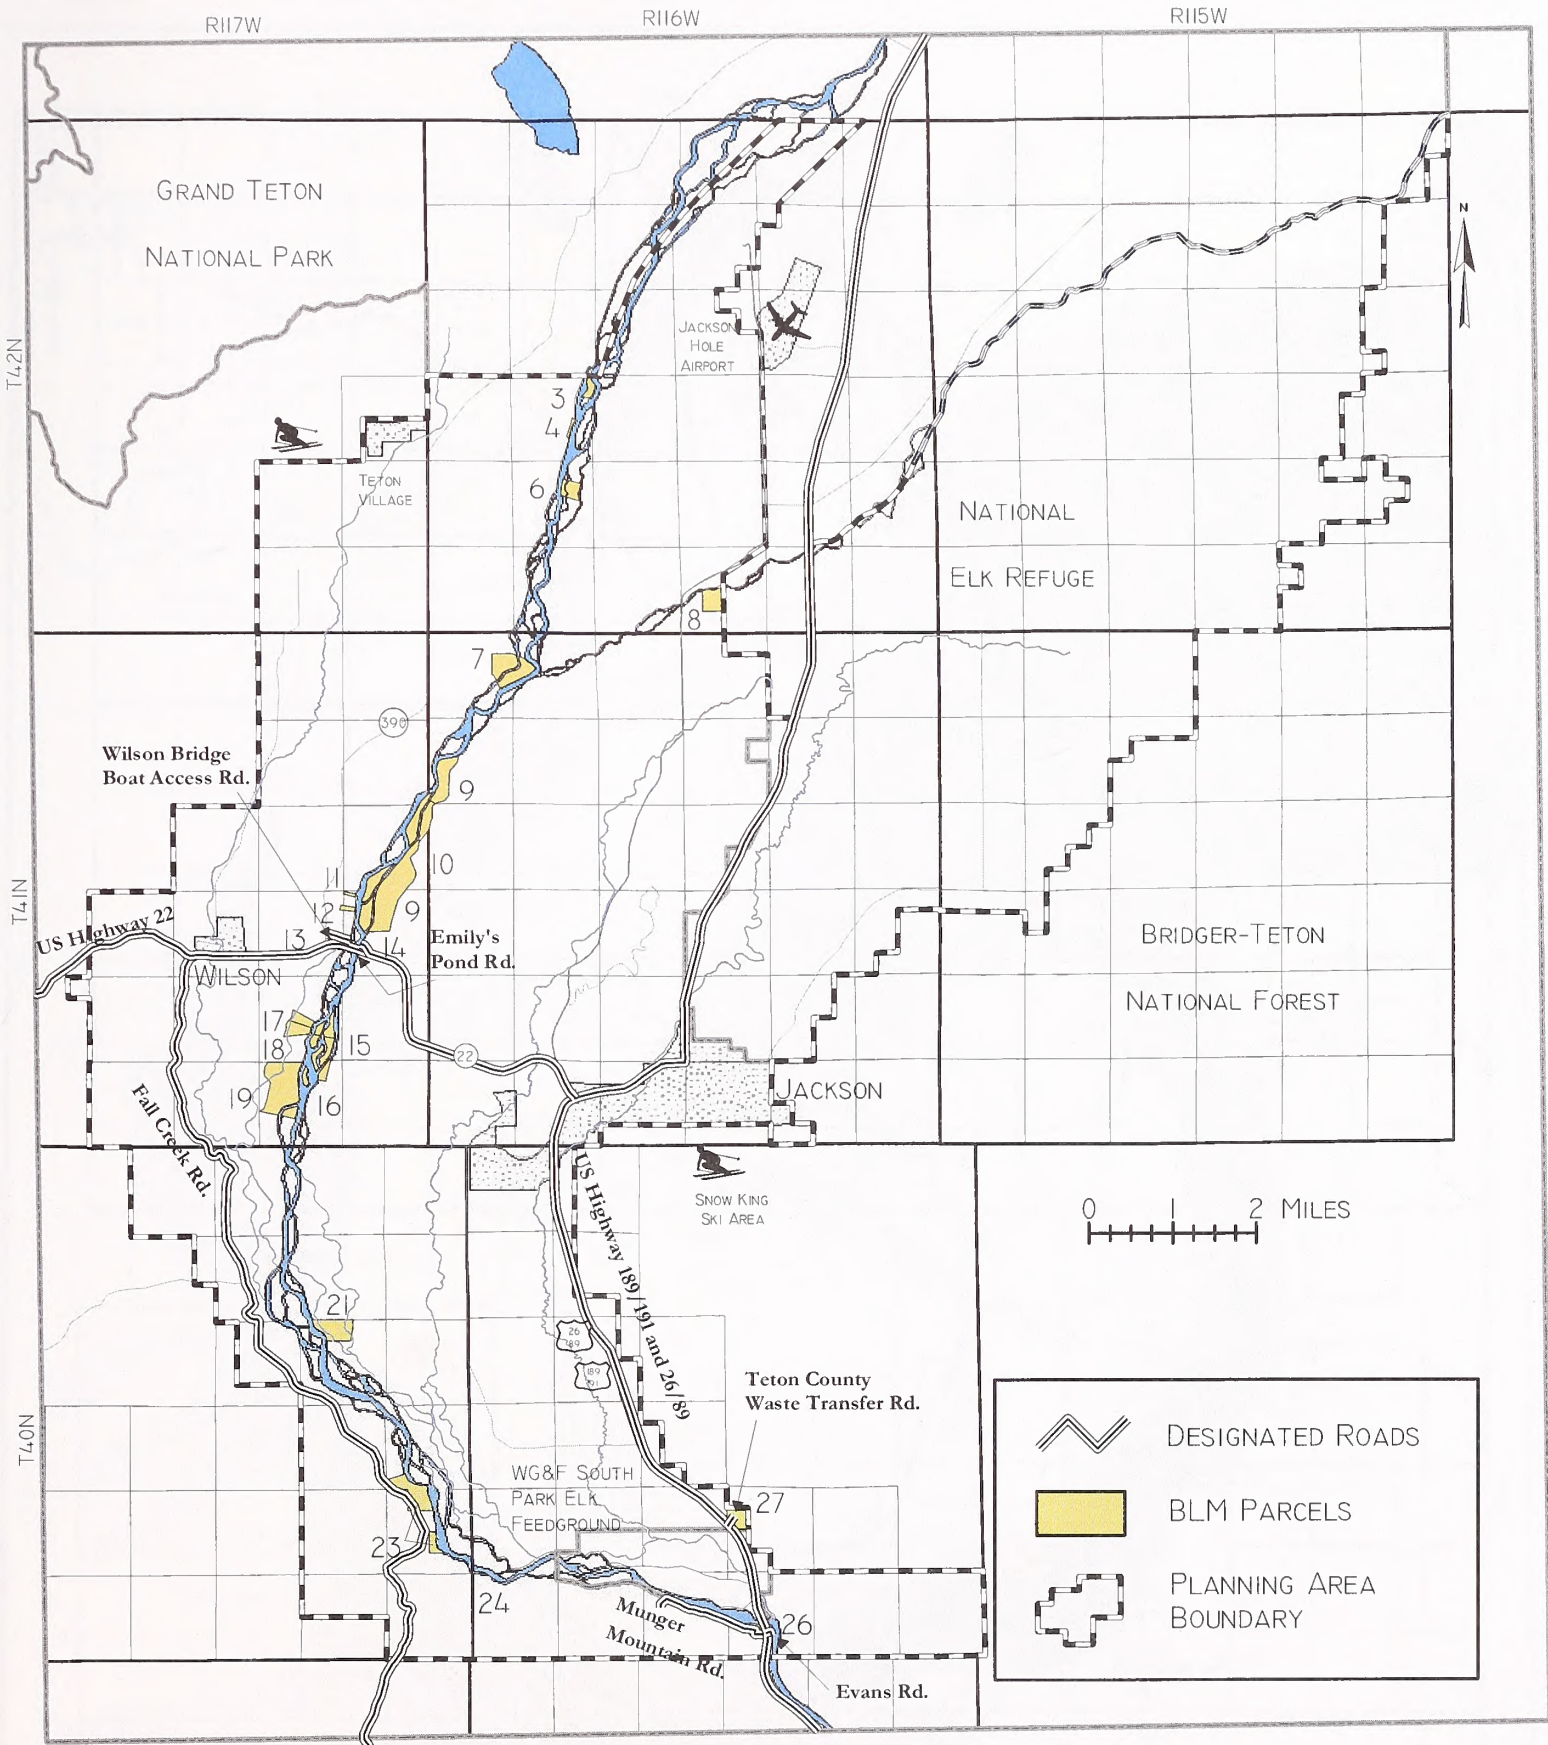 R117W
R116W
R115W
GRAND TETON
NATIONAL PARK
N
T42N
JACKSON
HOLE
AIRPORT
3
4
TETON
VILLAGE
6
NATIONAL
ELK REFUGE
8
7
390
Wilson Bridge
Boat Access Rd.
9
10
11
T41N
12
9
US Highway 22
13
14
Emily's
Pond Rd.
WILSON
BRIDGER-TETON
NATIONAL FOREST
17
18
15
22
JACKSON
19
16
Fall Creek Rd.
US Highway 189/191 and 26/89
SNOW KING
SKI AREA
0 2 MILES
21
26
89
189
191
Teton County
Waste Transfer Rd.
T40N
DESIGNATED ROADS
WG&F SOUTH
PARK ELK
FEEDGROUND
27
BLM PARCELS
23
24
Munger
Mountain Rd.
26
PLANNING AREA
BOUNDARY
Evans Rd.